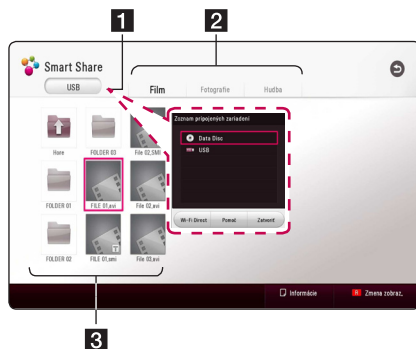 1
2
Smart Share
USB
Film
Fotografie
Hudba
Zoznam pripojených zariadení
Data Disc
USB
Wi-Fi Direct
Pomoc
Zatvoriť
Hore
FOLDER 03
File 02.SMI
FOLDER 01
FILE 01.avi
File 02.avi
FOLDER 02
FILE 01.smi
File 03.avi
Informácie
R Zmena zobraz.
3